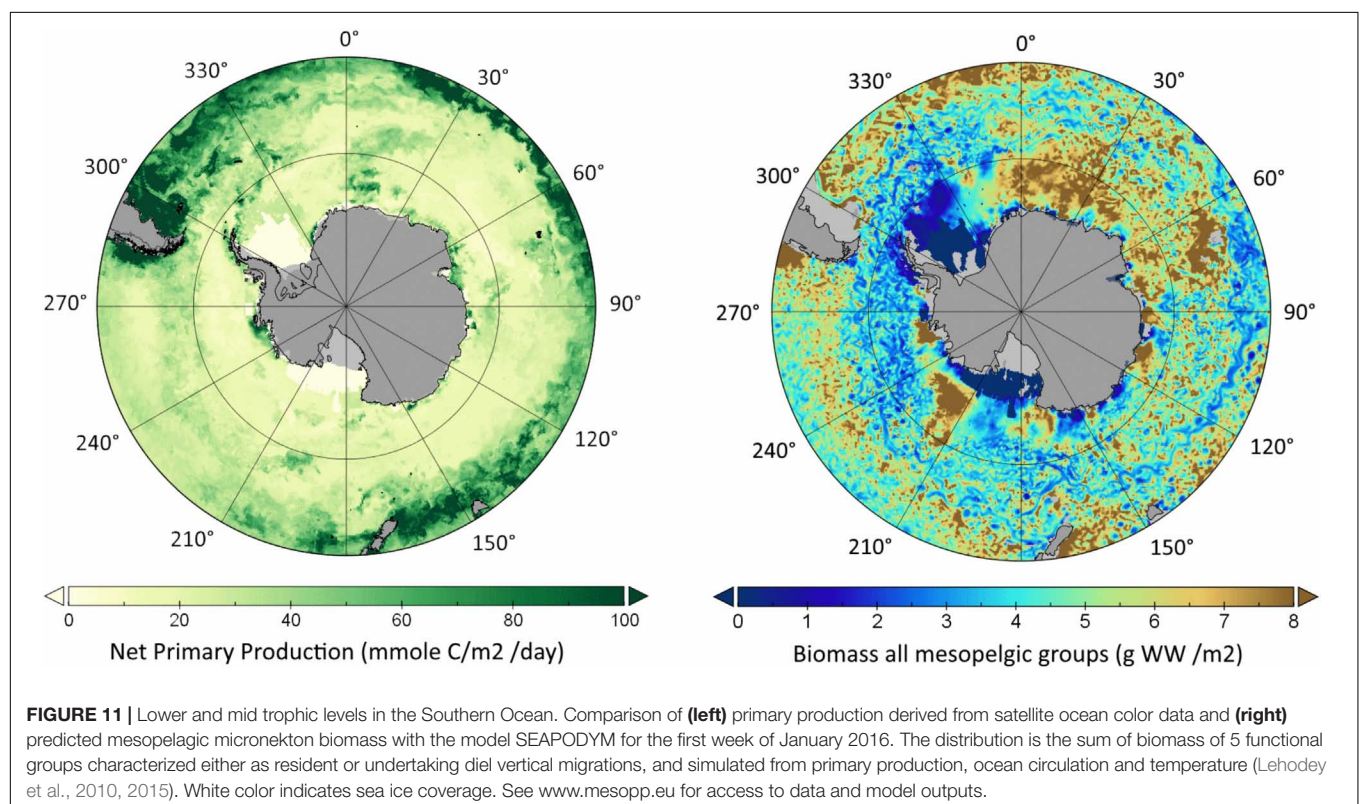 0°
330°
30°
300°
60°
270°
90°
240°
120°
210°
150°
0 20 40 60 80 100
Net Primary Production (mmole C/m2 /day)
0°
330°
30°
300°
60°
270°
90°
240°
120°
210°
150°
0 1 2 3 4 5 6 7 8
Biomass all mesopelgic groups (g WW /m2)
FIGURE 11 | Lower and mid trophic levels in the Southern Ocean. Comparison of (left) primary production derived from satellite ocean color data and (right)
predicted mesopelagic micronekton biomass with the model SEAPODYM for the first week of January 2016. The distribution is the sum of biomass of 5 functional
groups characterized either as resident or undertaking diel vertical migrations, and simulated from primary production, ocean circulation and temperature (Lehodey
et al., 2010, 2015). White color indicates sea ice coverage. See www.mesopp.eu for access to data and model outputs.